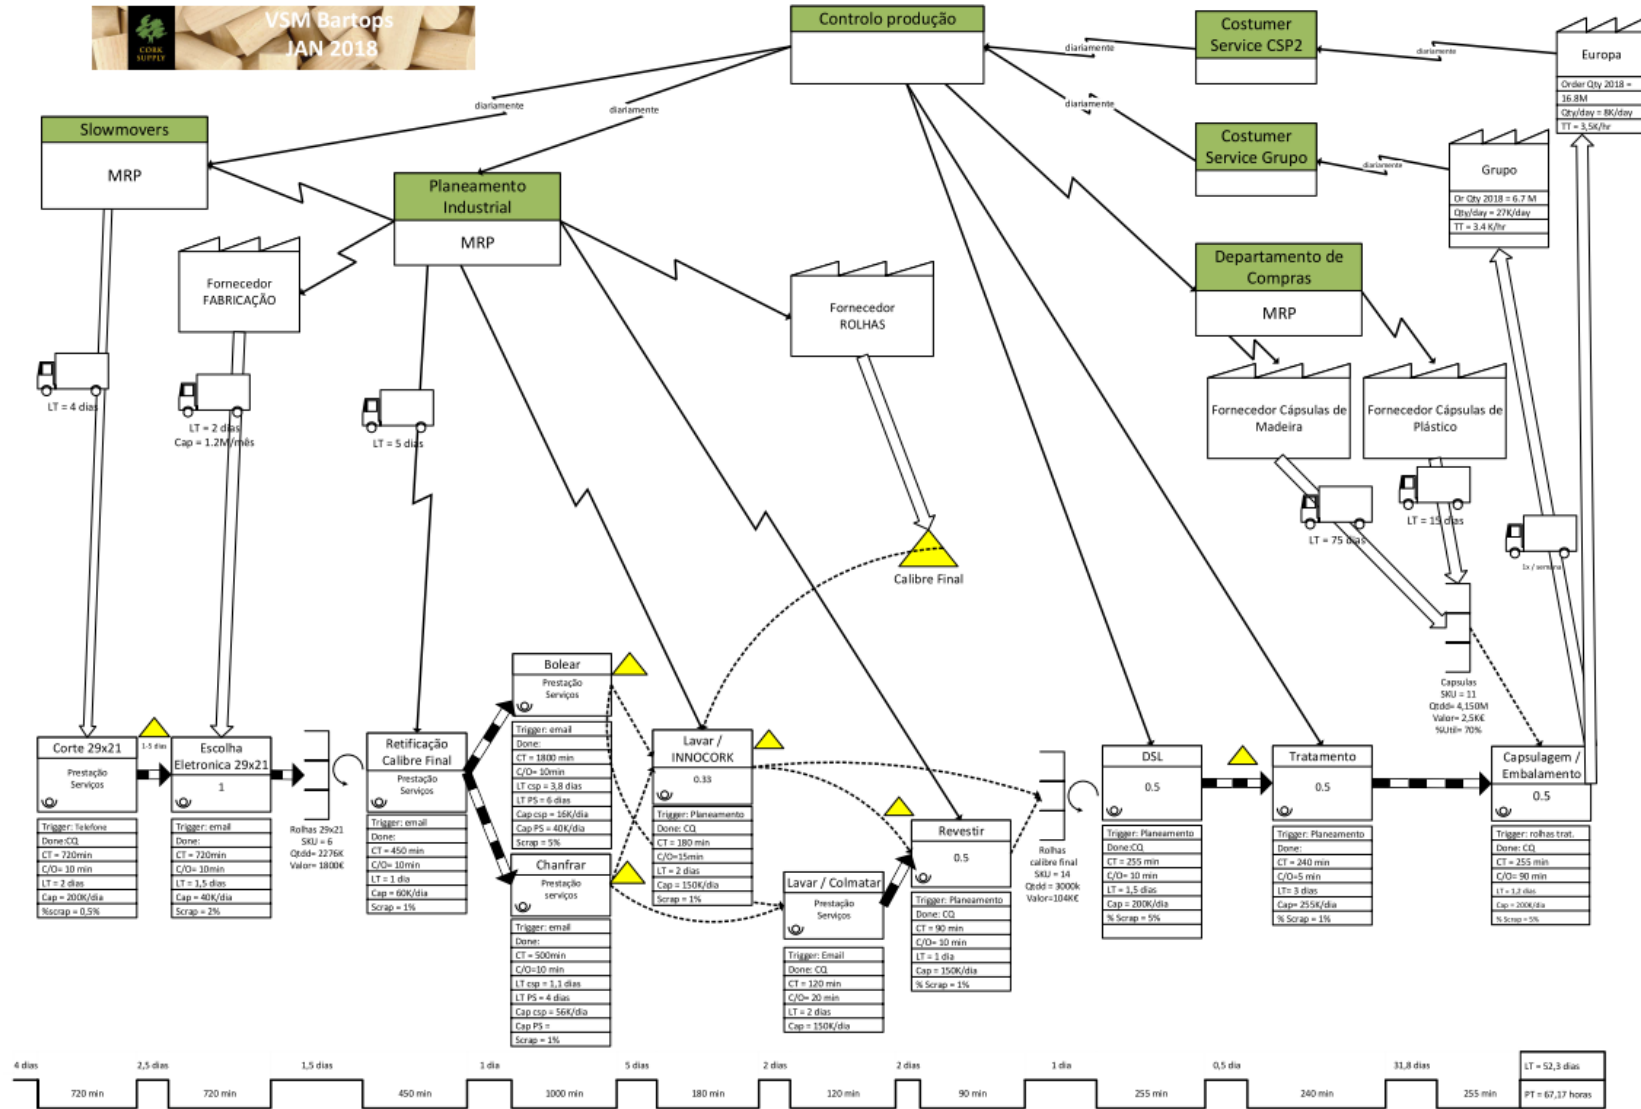 VSM Bartops
JAN 2018
CORK
SUPPLY
Controlo produção
Costumer
Service CSP2
diariamente
diariamente
Europa
Order Qty 2018 =
16.8M
Qty/day = 8K/day
TT = 3,5K/hr
diariamente
diariamente
diariamente
Costumer
Service Grupo
diariamente
Grupo
Or Qty 2018 = 6.7 M
Qty/day = 27K/day
TT = 3.4 K/hr
Slowmovers
MRP
Planeamento
Industrial
MRP
Departamento de
Compras
MRP
Fornecedor
FABRICAÇÃO
Fornecedor
ROLHAS
Fornecedor Cápsulas de
Madeira
Fornecedor Cápsulas de
Plástico
LT = 4 dias
LT = 2 dias
Cap = 1.2M/mês
LT = 5 dias
LT = 75 dias
LT = 15 dias
1x / semana
Calibre Final
Capsulas
SKU = 11
Qtdd= 4,150M
Valor= 2,5K€
%Util= 70%
Corte 29x21
Prestação
Serviços
Trigger: Telefone
Done:CQ
CT = 720min
C/O= 10 min
LT = 2 dias
Cap = 200K/dia
%scrap = 0,5%
1-5 dias
Escolha
Eletronica 29x21
1
Trigger: email
Done:
CT = 720min
C/O= 10min
LT = 1,5 dias
Cap = 40K/dia
Scrap = 2%
Rolhas 29x21
SKU = 6
Qtdd= 2276K
Valor= 1800€
Retificação
Calibre Final
Prestação
Serviços
Trigger: email
Done:
CT = 450 min
C/O= 10min
LT = 1 dia
Cap = 60K/dia
Scrap = 1%
Bolear
Prestação
Serviços
Trigger: email
Done:
CT = 1800 min
C/O= 10min
LT csp = 3,8 dias
LT PS = 6 dias
Cap csp = 16K/dia
Cap PS = 40K/dia
Scrap = 5%
Chanfrar
Prestação
serviços
Trigger: email
Done:
CT = 500min
C/O=10 min
LT csp = 1,1 dias
LT PS = 4 dias
Cap csp = 56K/dia
Cap PS =
Scrap = 1%
Lavar /
INNOCORK
0.33
Trigger: Planeamento
Done: CQ
CT = 180 min
C/O=15min
LT = 2 dias
Cap = 150K/dia
Scrap = 1%
Lavar / Colmatar
Prestação
Serviços
Trigger: Email
Done: CQ
CT = 120 min
C/O= 20 min
LT = 2 dias
Cap = 150K/dia
Revestir
0.5
Trigger: Planeamento
Done: CQ
CT = 90 min
C/O= 10 min
LT = 1 dia
Cap = 150K/dia
% Scrap = 1%
Rolhas
calibre final
SKU = 14
Qtdd = 3000k
Valor=104K€
DSL
0.5
Trigger: Planeamento
Done:CQ
CT = 255 min
C/O= 10 min
LT = 1,5 dias
Cap = 200K/dia
% Scrap = 5%
Tratamento
0.5
Trigger: Planeamento
Done:
CT = 240 min
C/O=5 min
LT= 3 dias
Cap= 255K/dia
% Scrap = 1%
Capsulagem /
Embalamento
0.5
Trigger: rolhas trat.
Done: CQ
CT = 255 min
C/O= 90 min
LT = 1,2 dias
Cap = 200K/dia
% Scrap = 5%
4 dias 2,5 dias 1,5 dias 1 dia 5 dias 2 dias 2 dias 1 dia 0,5 dia 31,8 dias LT = 52,3 dias
720 min 720 min 450 min 1000 min 180 min 120 min 90 min 255 min 240 min 255 min PT = 67,17 horas